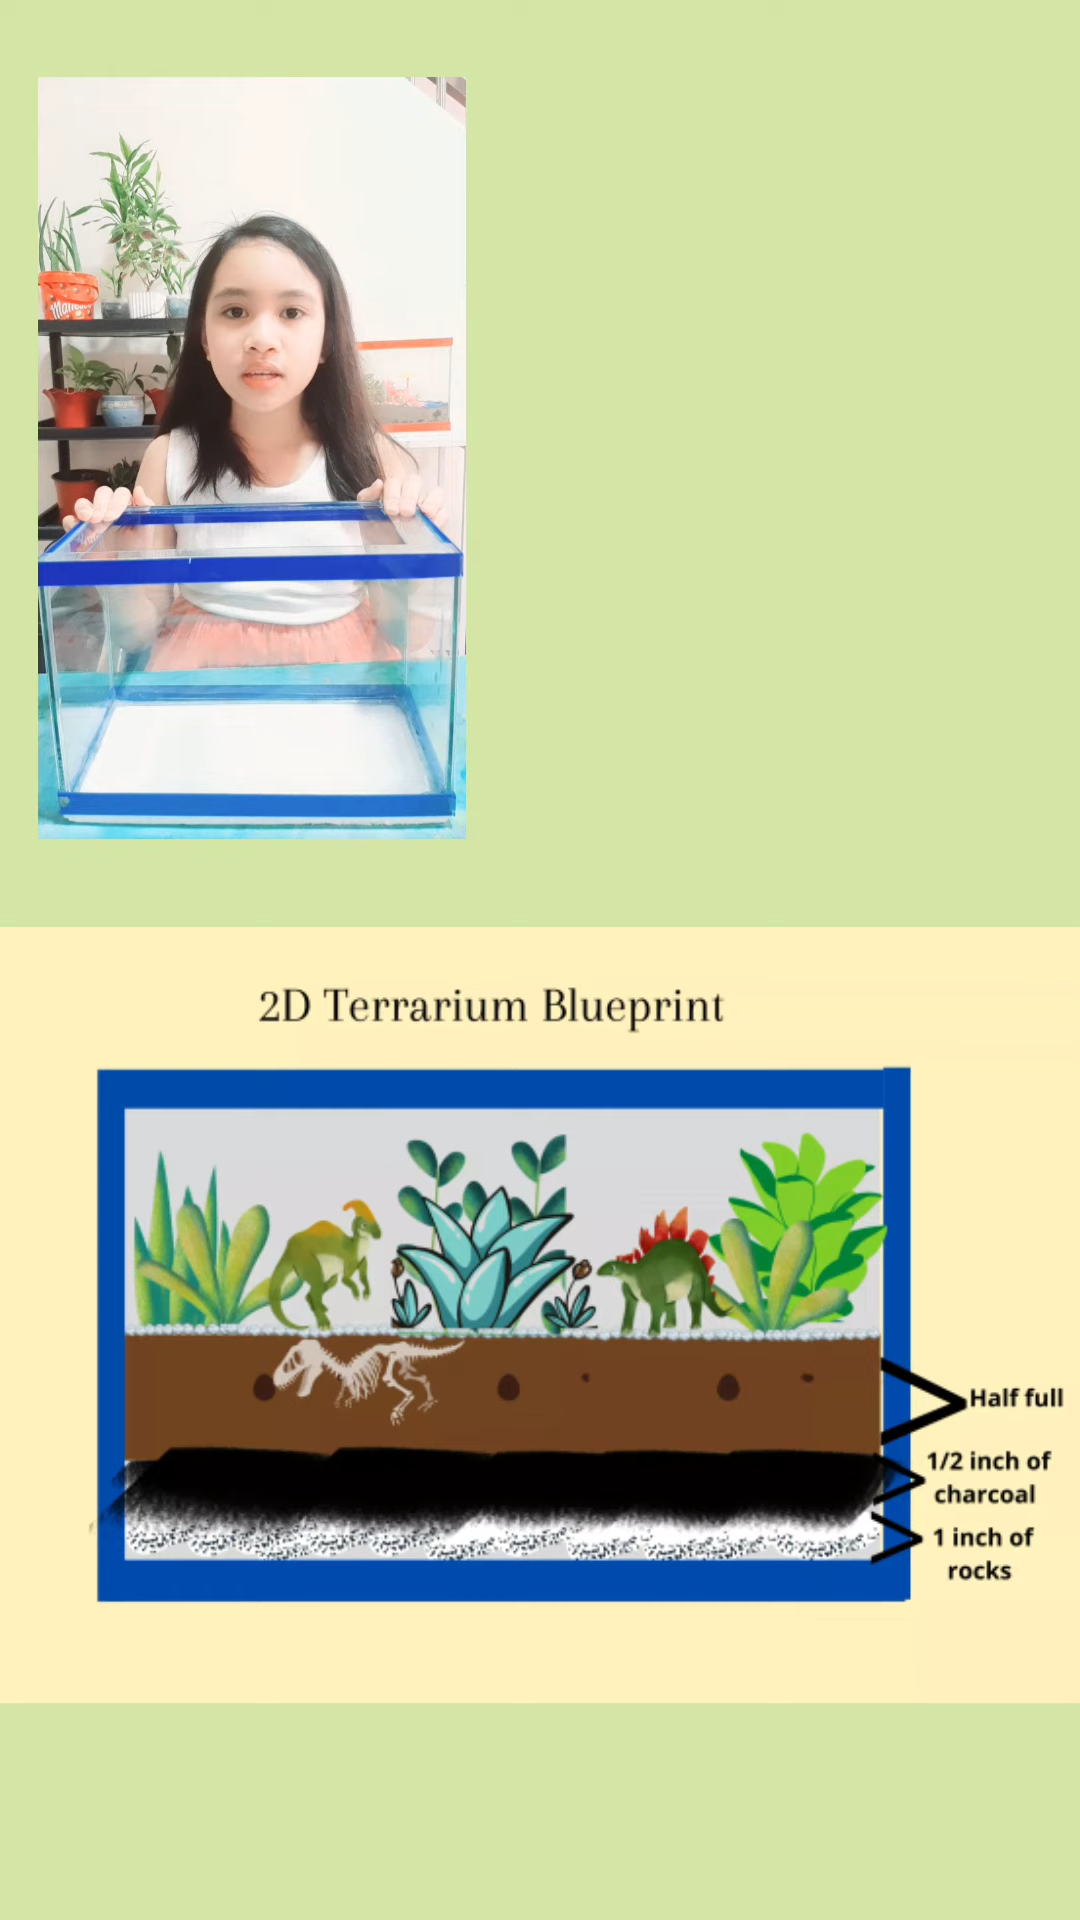 2D Terrarium Blueprint
Half full
1/2 inch of
charcoal
1 inch of
rocks